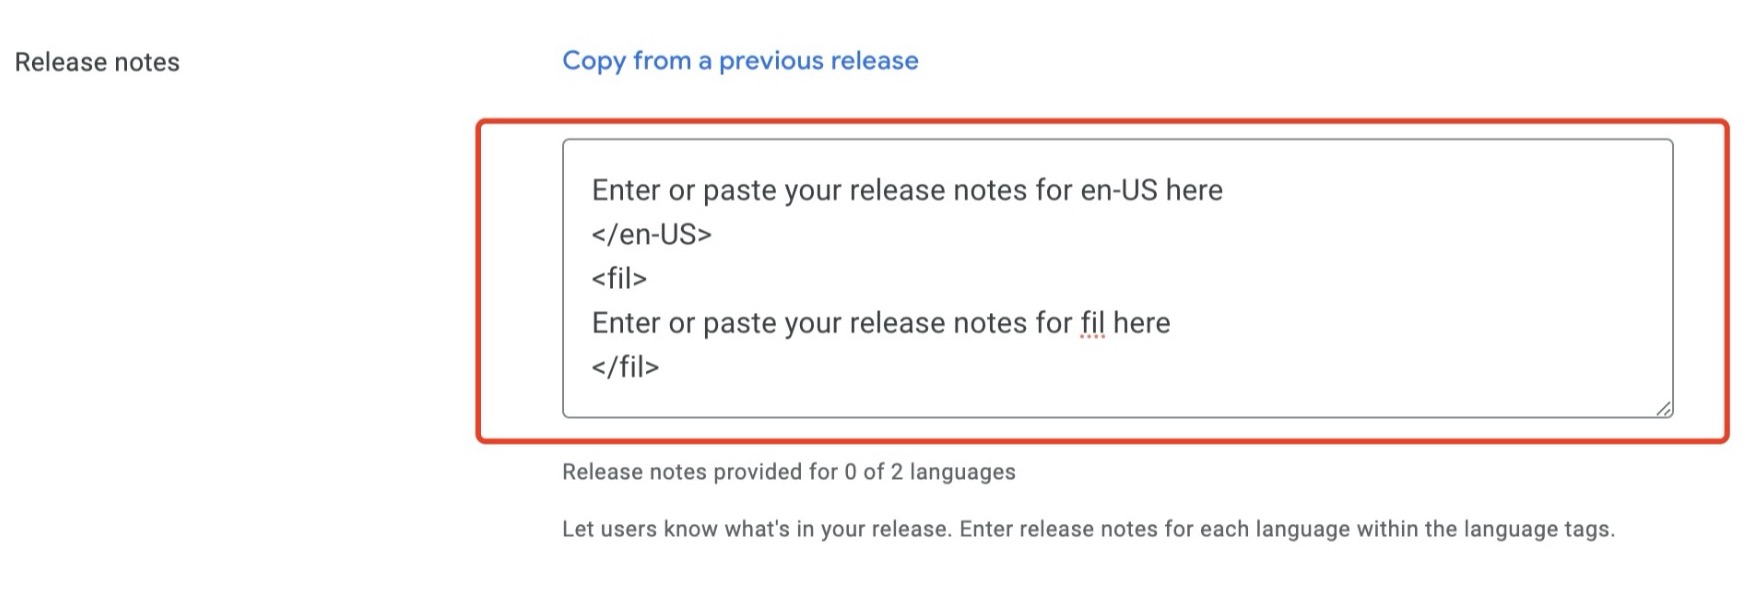 Release notes
Copy from a previous release
Enter or paste your release notes for en-US here
</en-US>
<fil>
Enter or paste your release notes for fil here
</fil>
Release notes provided for 0 of 2 languages
Let users know what's in your release. Enter release notes for each language within the language tags.